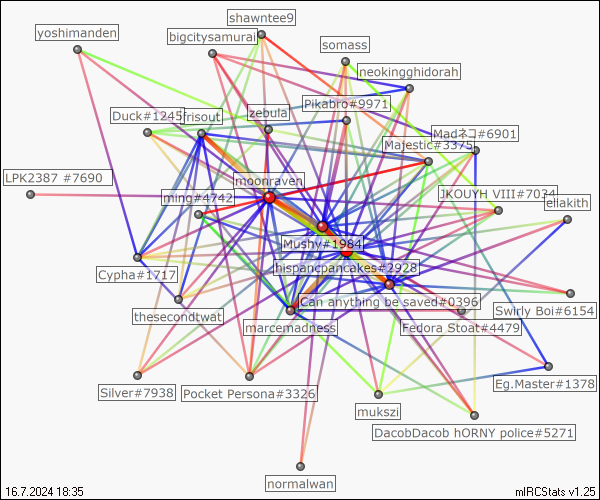 shawntee9
yoshimanden
bigcitysamurai
somass
neokingghidorah
Pikabro#9971
Duck#1245
frisout
zebula
Madネコ#6901
Majestic#3375
LPK2387 #7690
moonraven
ming#4742
JKOUYH VIII#7034
eliakith
Mushy#1984
Cypha#1717
hispancpancakes#2928
Can anything be saved#0396
Swirly Boi#6154
thesecondtwat
marcemadness
Fedora Stoat#4479
Silver#7938
Pocket Persona#3326
Eg.Master#1378
mukszi
DacobDacob hORNY police#5271
normalwan
16.7.2024 18:35
mIRCStats v1.25